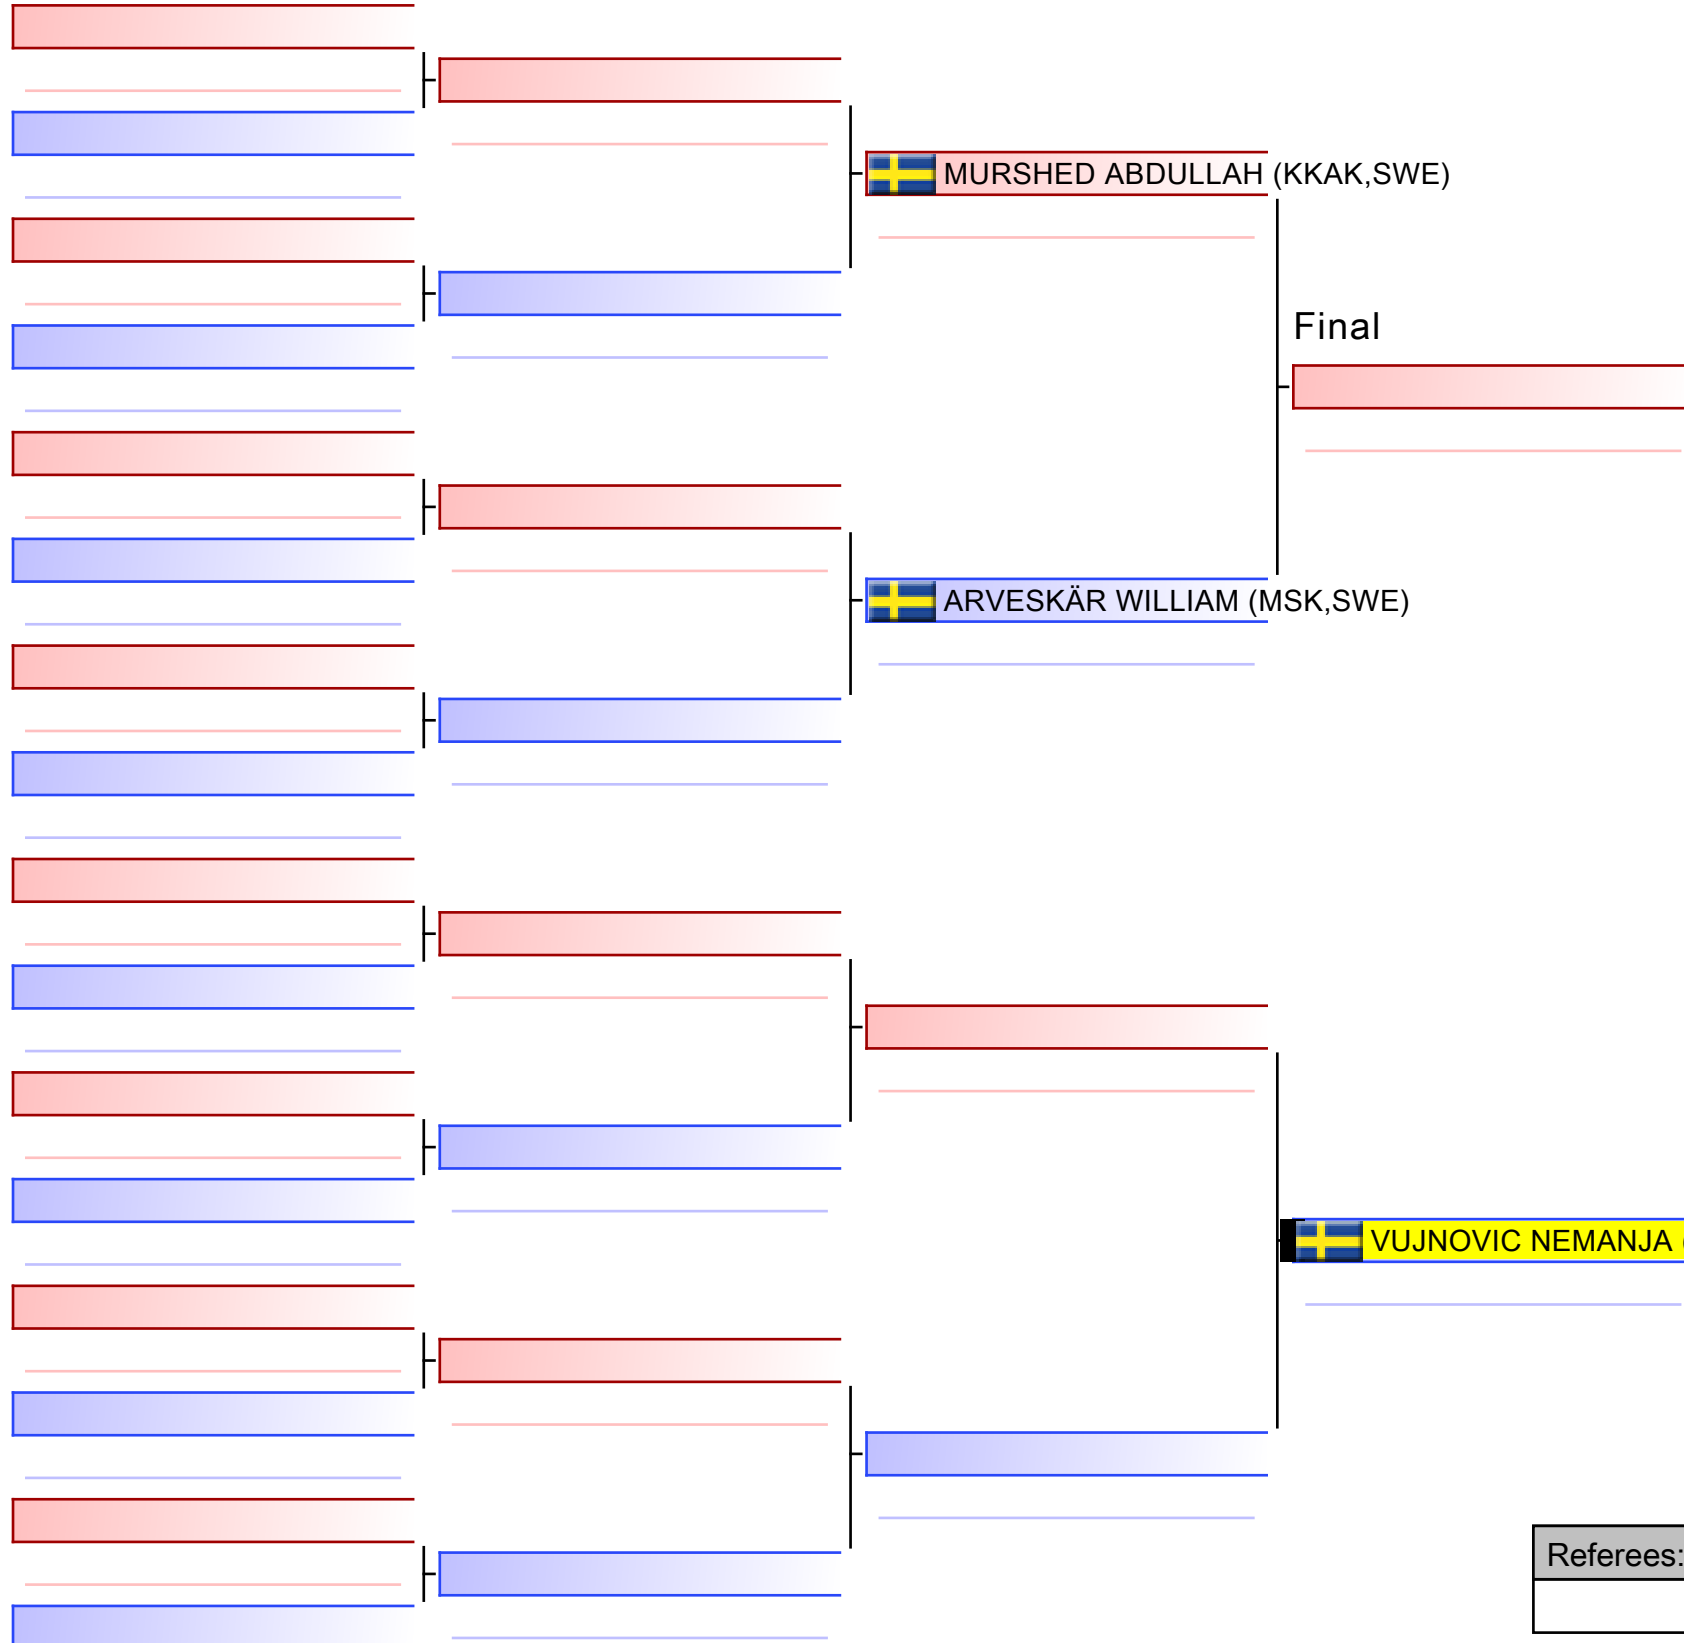 MURSHED ABDULLAH (KKAK,SWE)
Final
ARVESKÄR WILLIAM (MSK,SWE)
VUJNOVIC NEMANJA (
Referees: